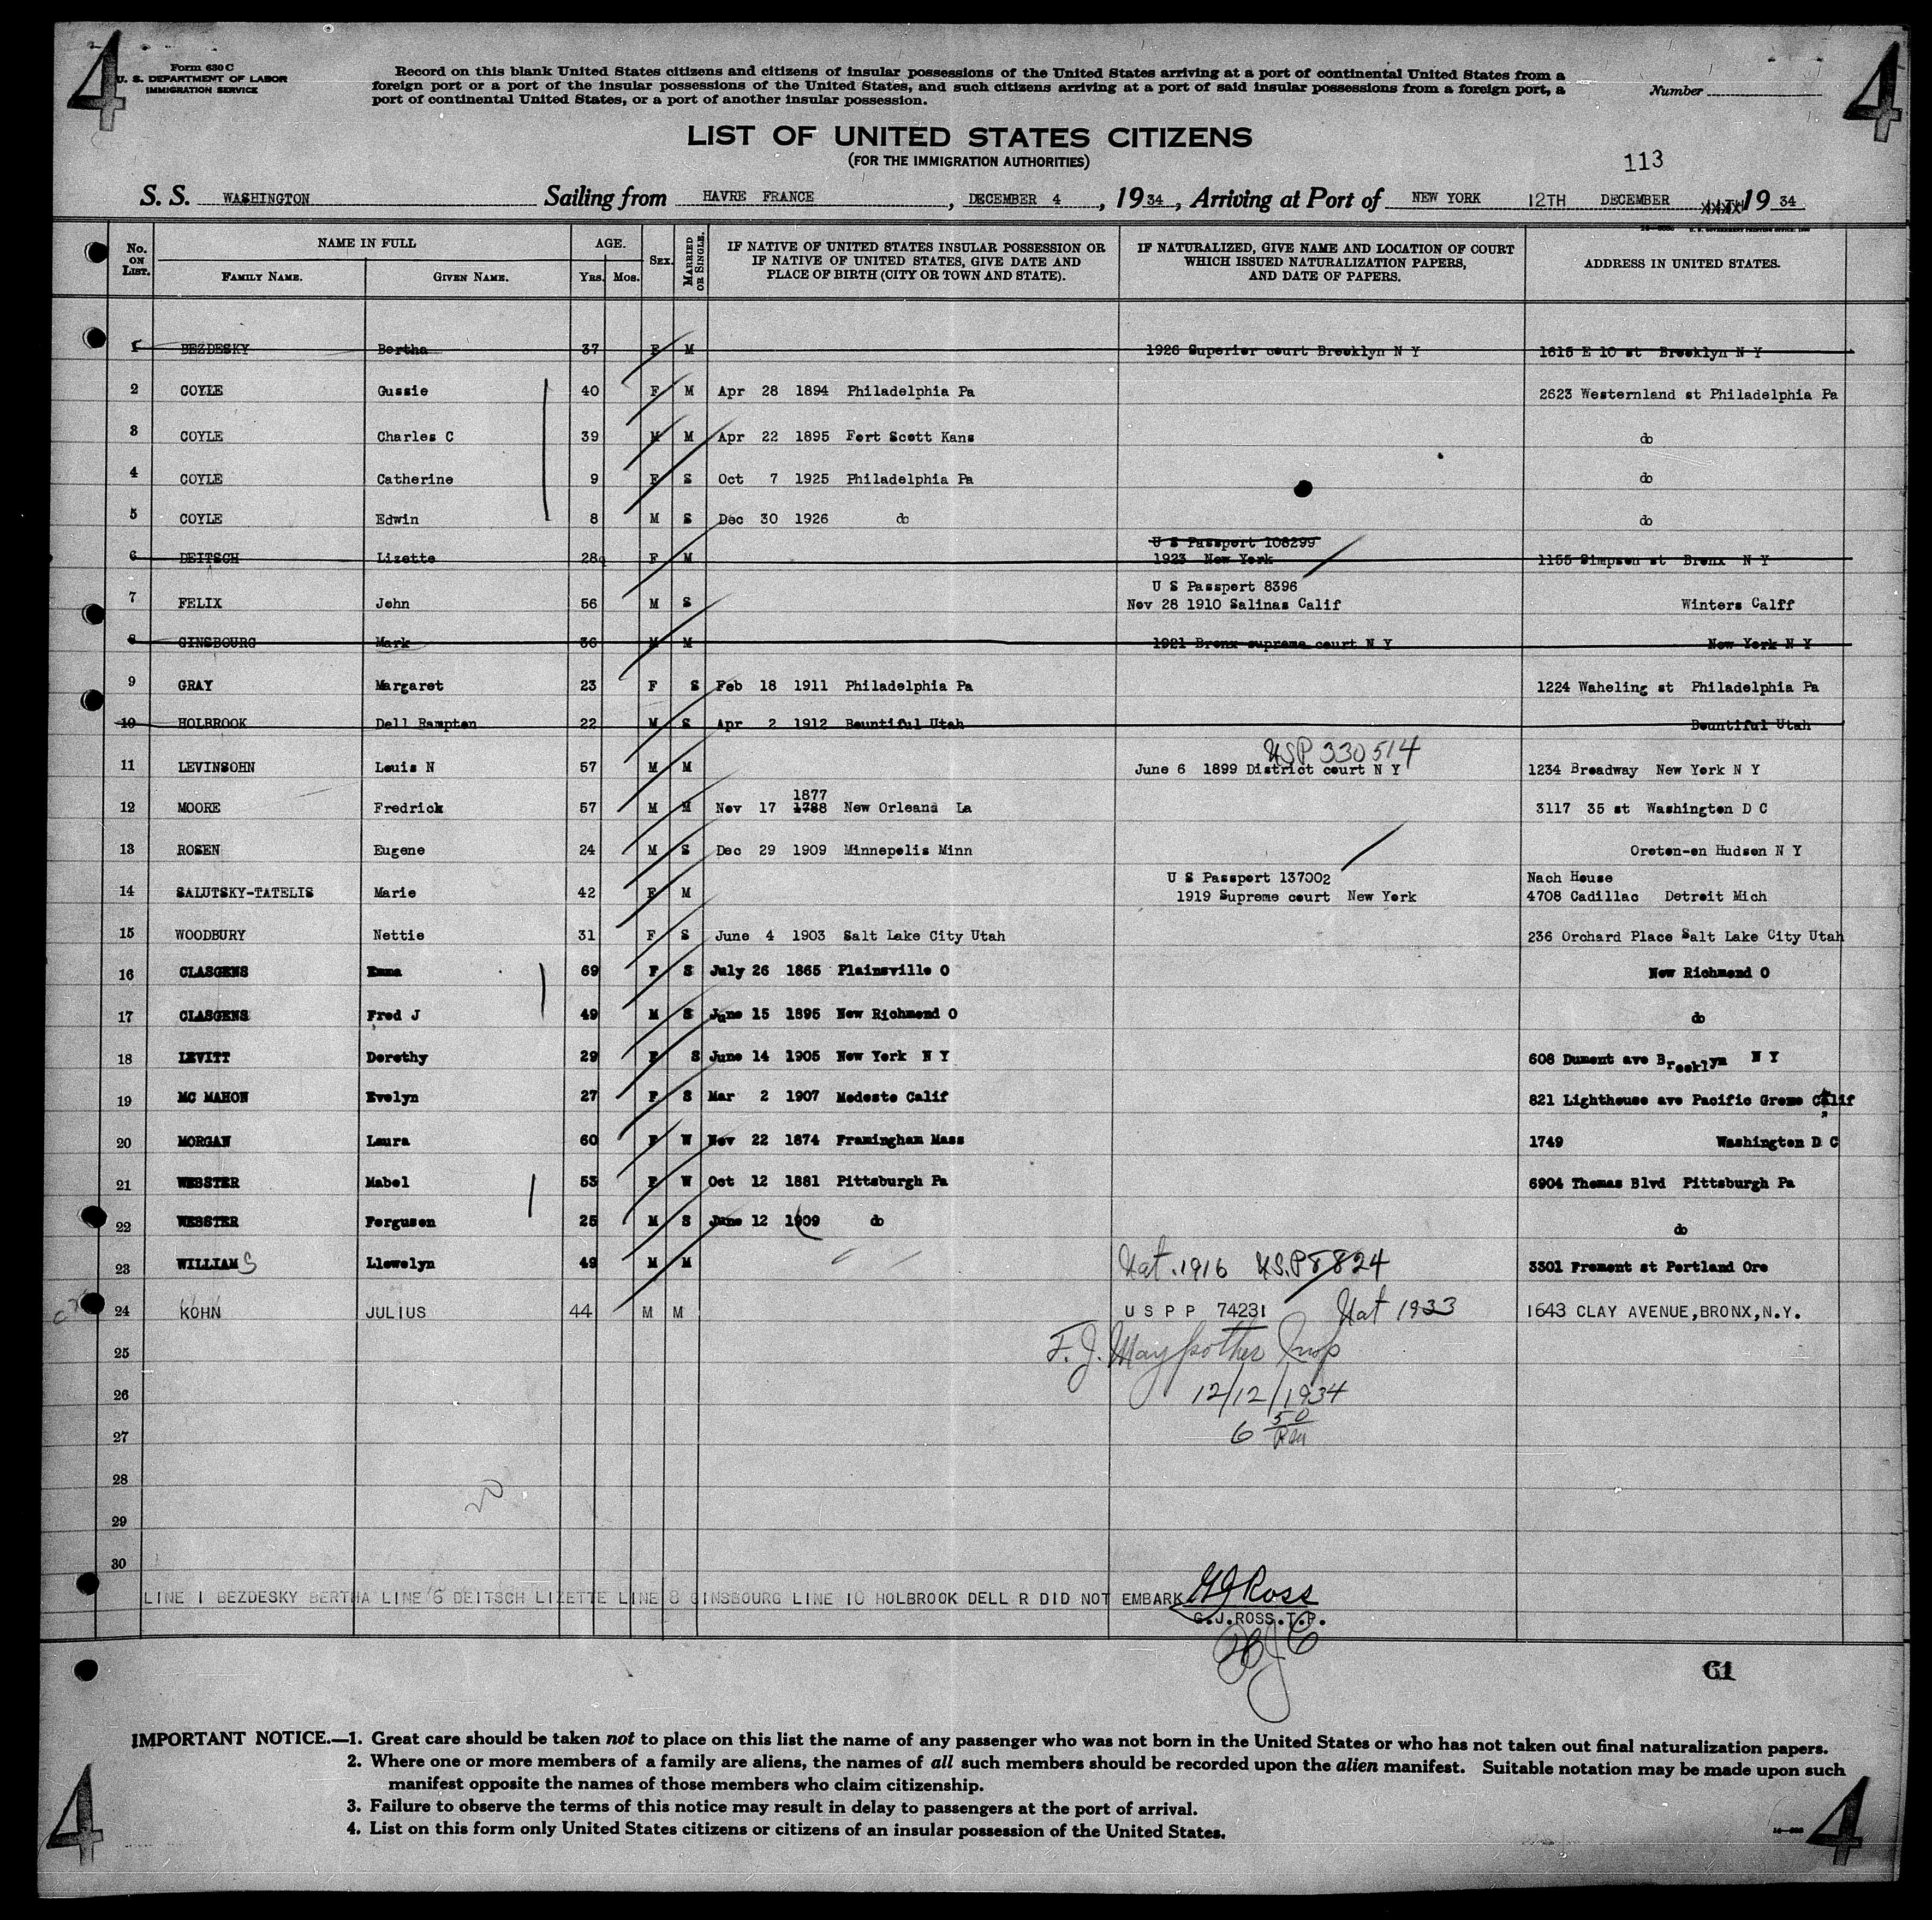 4
4
Form 630 C
U. S. DEPARTMENT OF LABOR
IMMIGRATION SERVICE
Record on this blank United States citizens and citizens of insular possessions of the United States arriving at a port of continental United States from a
foreign port or a port of the insular possessions of the United States, and such citizens arriving at a port of said insular possessions from a foreign port, a
port of continental United States, or a port of another insular possession.
Number
LIST OF UNITED STATES CITIZENS
(FOR THE IMMIGRATION AUTHORITIES)
113
S. S. WASHINGTON Sailing from HAVRE FRANCE, DECEMBER 4, 1934, Arriving at Port of NEW YORK 12TH DECEMBER 1934
No. ON LIST. NAME IN FULL FAMILY NAME. GIVEN NAME. AGE. YRS. MOS. SEX. MARRIED OR SINGLE. IF NATIVE OF UNITED STATES INSULAR POSSESSION OR IF NATIVE OF UNITED STATES, GIVE DATE AND PLACE OF BIRTH (CITY OR TOWN AND STATE). IF NATURALIZED, GIVE NAME AND LOCATION OF COURT WHICH ISSUED NATURALIZATION PAPERS, AND DATE OF PAPERS. ADDRESS IN UNITED STATES.
1 BEZDESKY Bertha 37 F M 1926 Superior court Brooklyn N Y 1615 E 10 st Brooklyn N Y
2 COYLE Gussie 40 F M Apr 28 1894 Philadelphia Pa 2623 Westernland st Philadelphia Pa
3 COYLE Charles C 39 M M Apr 22 1895 Fort Scott Kans do
4 COYLE Catherine 9 F S Oct 7 1925 Philadelphia Pa do
5 COYLE Edwin 8 M S Dec 30 1926 do do
U S Passport 108299
6 DEITSCH Lizette 28 F M 1923 New York 1155 Simpson st Bronx N Y
U S Passport 8396
7 FELIX John 56 M S Nov 28 1910 Salinas Calif Winters Calff
8 GINSBOURG Mark 36 M M 1921 Bronx supreme court N Y New York N Y
9 GRAY Margaret 23 F S Feb 18 1911 Philadelphia Pa 1224 Waheling st Philadelphia Pa
10 HOLBROOK Dell Rampton 22 M S Apr 2 1912 Bountiful Utah Bountiful Utah
USP 330514
11 LEVINSOHN Louis N 57 M M June 6 1899 District court N Y 1234 Broadway New York N Y
1877
12 MOORE Fredrick 57 M M Nov 17 1788 New Orleans La 3117 35 st Washington D C
13 ROSEN Eugene 24 M S Dec 29 1909 Minnepolis Minn Oroton-on Hudson N Y
U S Passport 137002 Nach House
14 SALUTSKY-TATELIS Marie 42 F M 1919 Supreme court New York 4708 Cadillac Detroit Mich
15 WOODBURY Nettie 31 F S June 4 1903 Salt Lake City Utah 236 Orchard Place Salt Lake City Utah
16 CLASGENS Emma 69 F S July 26 1865 Plainsville O New Richmond O
17 CLASGENS Fred J 49 M S June 15 1895 New Richmond O do
18 LEVITT Dorothy 29 F S June 14 1905 New York N Y 608 Dumont ave Brooklyn N Y
19 MC MAHON Evelyn 27 F S Mar 2 1907 Modesto Calif 821 Lighthouse ave Pacific Grome Calif
20 MORGAN Laura 60 F W Nov 22 1874 Framingham Mass 1749 Washington D C
21 WEBSTER Mabel 53 F W Oct 12 1881 Pittsburgh Pa 6904 Thomas Blvd Pittsburgh Pa
22 WEBSTER Ferguson 25 M S June 12 1909 do do
23 WILLIAMS Llewelyn 49 M M Nat. 1916 U.S.P 5824 3301 Fremont st Portland Ore
24 KOHN JULIUS 44 M M U S P P 74231 Nat 1933 1643 CLAY AVENUE,BRONX,N.Y.
25 F. J. Maypother Insp
26 12/12/1934
27 6 50
28
29
30
LINE 1 BEZDESKY BERTHA LINE 6 DEITSCH LIZETTE LINE 8 GINSBOURG LINE 10 HOLBROOK DELL R DID NOT EMBARK G J Ross
G.J.ROSS.T.P.
61
IMPORTANT NOTICE.—1. Great care should be taken not to place on this list the name of any passenger who was not born in the United States or who has not taken out final naturalization papers.
2. Where one or more members of a family are aliens, the names of all such members should be recorded upon the alien manifest. Suitable notation may be made upon such
manifest opposite the names of those members who claim citizenship.
3. Failure to observe the terms of this notice may result in delay to passengers at the port of arrival.
4. List on this form only United States citizens or citizens of an insular possession of the United States.
4
4